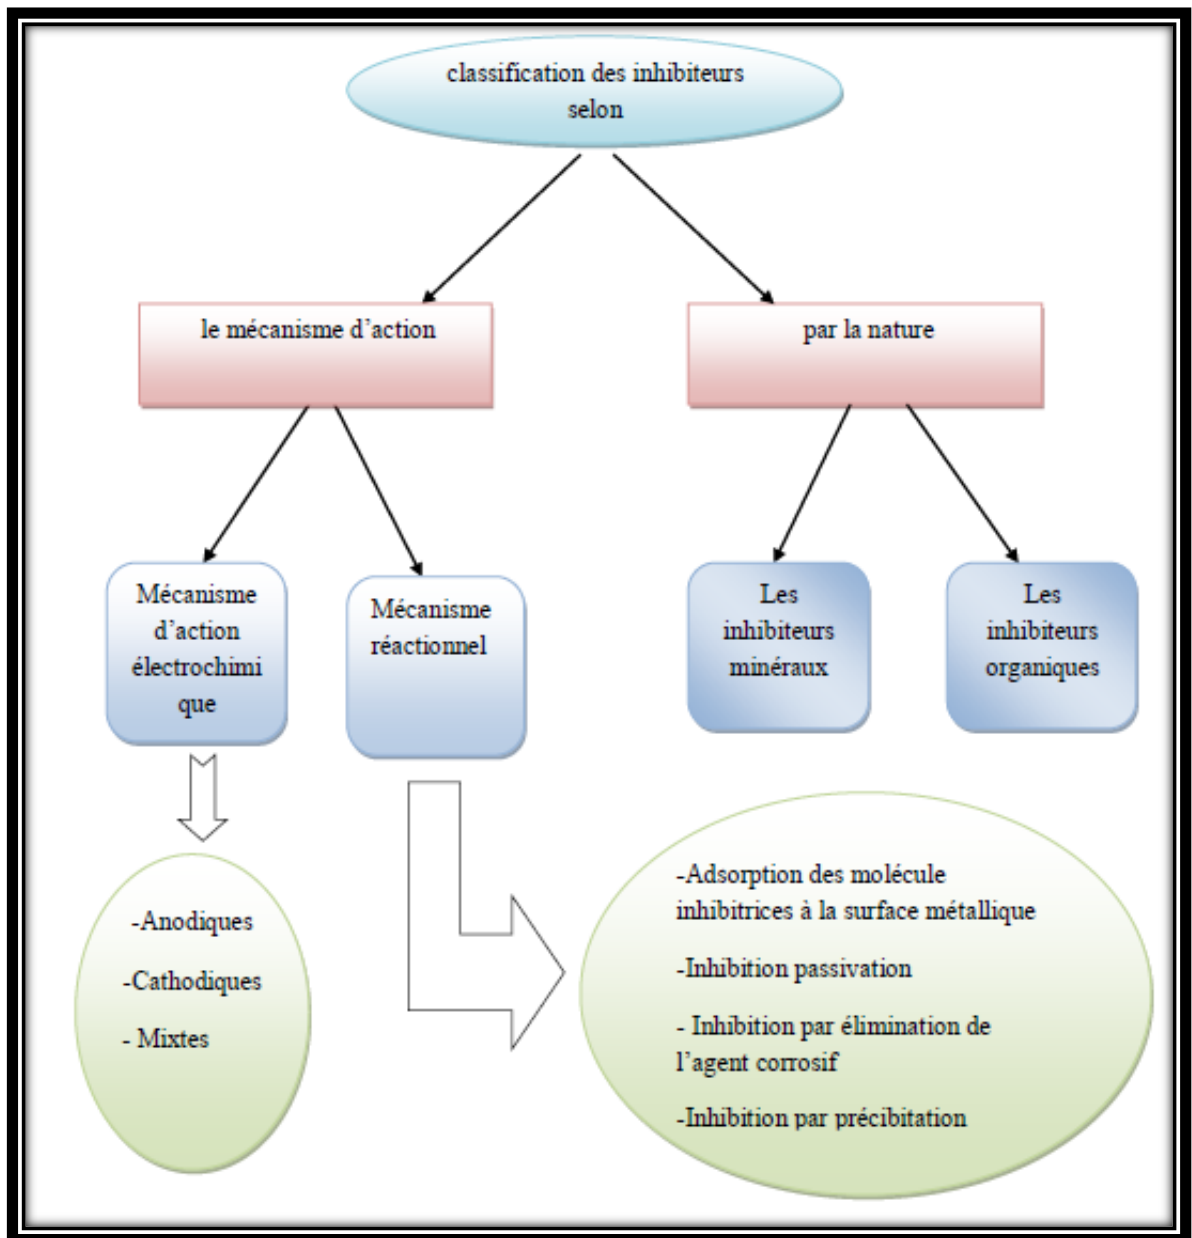 classification des inhibiteurs
selon
le mécanisme d’action
par la nature
Mécanisme
d’action
électrochimi
que
Mécanisme
réactionnel
Les
inhibiteurs
minéraux
Les
inhibiteurs
organiques
-Anodiques
-Cathodiques
- Mixtes
-Adsorption des molécule
inhibitrices à la surface métallique
-Inhibition passivation
- Inhibition par élimination de
l’agent corrosif
-Inhibition par précibitation